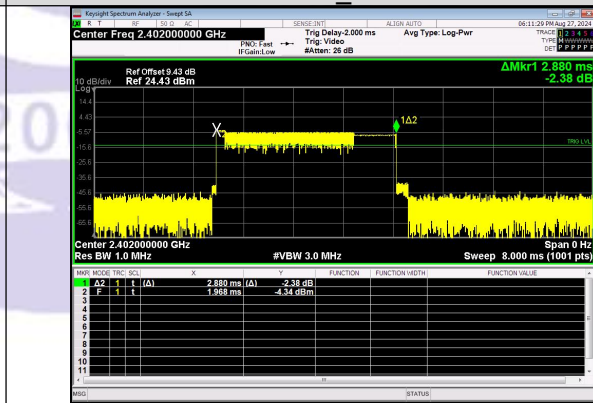 Keysight Spectrum Analyzer - Swept SA
R T RF 50 Ω AC SENSE:INT ALIGN AUTO 06:11:29 PM Aug 27, 2024
Center Freq 2.402000000 GHz Trig Delay-2.000 ms Avg Type: Log-Pwr TRACE 1 2 3 4 5
PNO: Fast Trig: Video TYPE M
IFGain:Low #Atten: 26 dB DET P P P P P P
ΔMkr1 2.880 ms
Ref Offset 9.43 dB -2.38 dB
10 dB/div Ref 24.43 dBm
Log
14.4
4.43
1Δ2
-5.57
TRIG LVL
-15.6
-25.6
-35.6
-45.6
-55.6
-65.6
Center 2.402000000 GHz Span 0 Hz
Res BW 1.0 MHz #VBW 3.0 MHz Sweep 8.000 ms (1001 pts)
MKR MODE TRC SCL X Y FUNCTION FUNCTION WIDTH FUNCTION VALUE
1 Δ2 1 t (Δ) 2.880 ms (Δ) -2.38 dB
2 F 1 t 1.968 ms -4.34 dBm
3
4
5
6
7
8
9
10
11
MSG STATUS